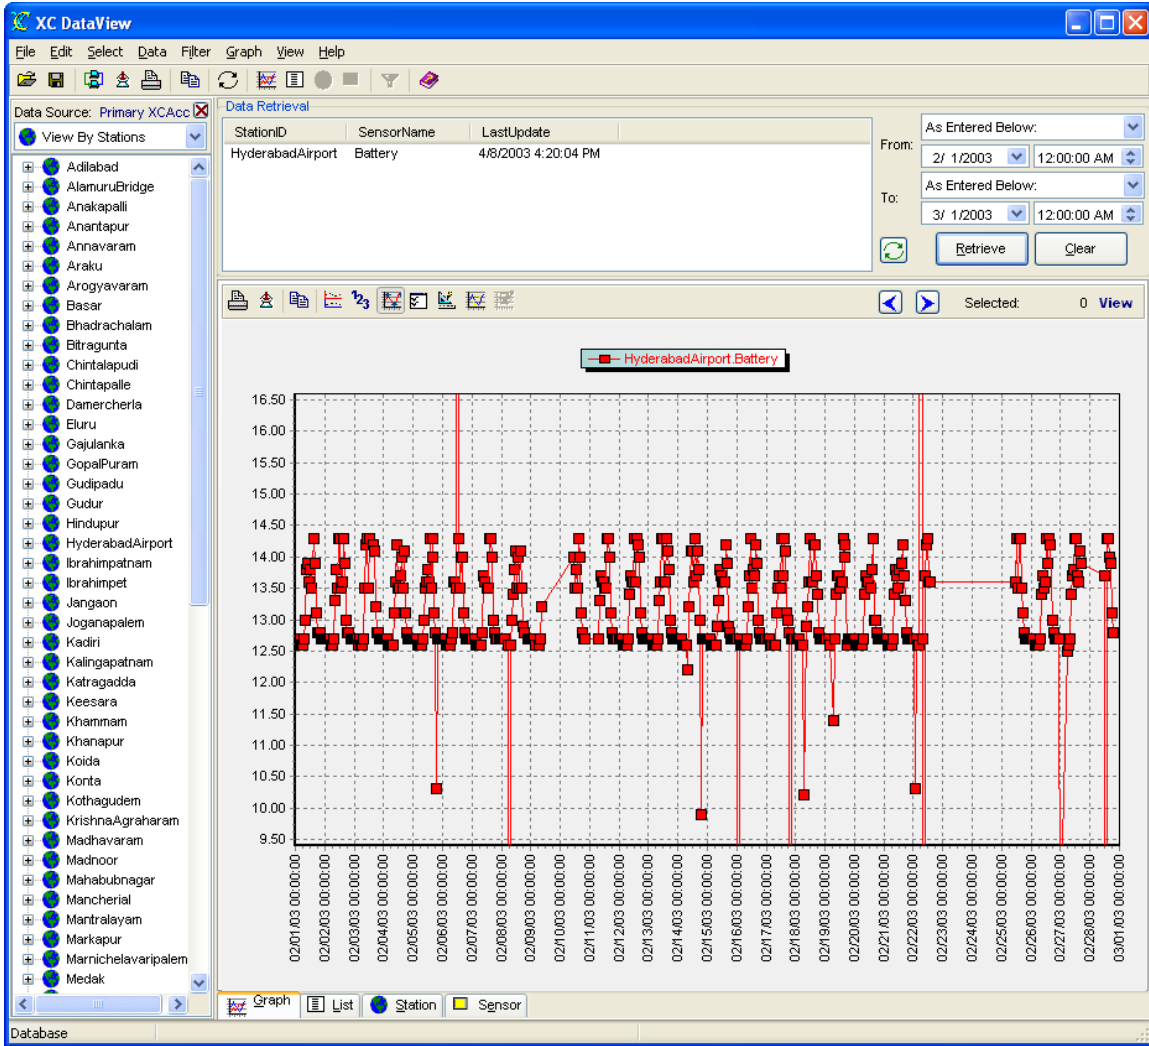 XC DataView
File Edit Select Data Filter Graph View Help
Data Source: Primary XCAcc
View By Stations
Adilabad
AlamuruBridge
Anakapalli
Anantapur
Annavaram
Araku
Arogyavaram
Basar
Bhadrachalam
Bitragunta
Chintalapudi
Chintapalle
Damercherla
Eluru
Gajulanka
GopalPuram
Gudipadu
Gudur
Hindupur
HyderabadAirport
Ibrahimpatnam
Ibrahimpet
Jangaon
Joganapalem
Kadiri
Kalingapatnam
Katragadda
Keesara
Khammam
Khanapur
Koida
Konta
Kothagudem
KrishnaAgraharam
Madhavaram
Madnoor
Mahabubnagar
Mancherial
Mantralayam
Markapur
Marnichelavaripalem
Medak
Data Retrieval
StationID SensorName LastUpdate
HyderabadAirport Battery 4/8/2003 4:20:04 PM
From:
As Entered Below:
2/ 1/2003 12:00:00 AM
To:
As Entered Below:
3/ 1/2003 12:00:00 AM
Retrieve Clear
123
Selected: 0 View
HyderabadAirport.Battery
16.50
16.00
15.50
15.00
14.50
14.00
13.50
13.00
12.50
12.00
11.50
11.00
10.50
10.00
9.50
02/01/03 00:00:00
02/02/03 00:00:00
02/03/03 00:00:00
02/04/03 00:00:00
02/05/03 00:00:00
02/06/03 00:00:00
02/07/03 00:00:00
02/08/03 00:00:00
02/09/03 00:00:00
02/10/03 00:00:00
02/11/03 00:00:00
02/12/03 00:00:00
02/13/03 00:00:00
02/14/03 00:00:00
02/15/03 00:00:00
02/16/03 00:00:00
02/17/03 00:00:00
02/18/03 00:00:00
02/19/03 00:00:00
02/20/03 00:00:00
02/21/03 00:00:00
02/22/03 00:00:00
02/23/03 00:00:00
02/24/03 00:00:00
02/25/03 00:00:00
02/26/03 00:00:00
02/27/03 00:00:00
02/28/03 00:00:00
03/01/03 00:00:00
Graph List Station Sensor
Database